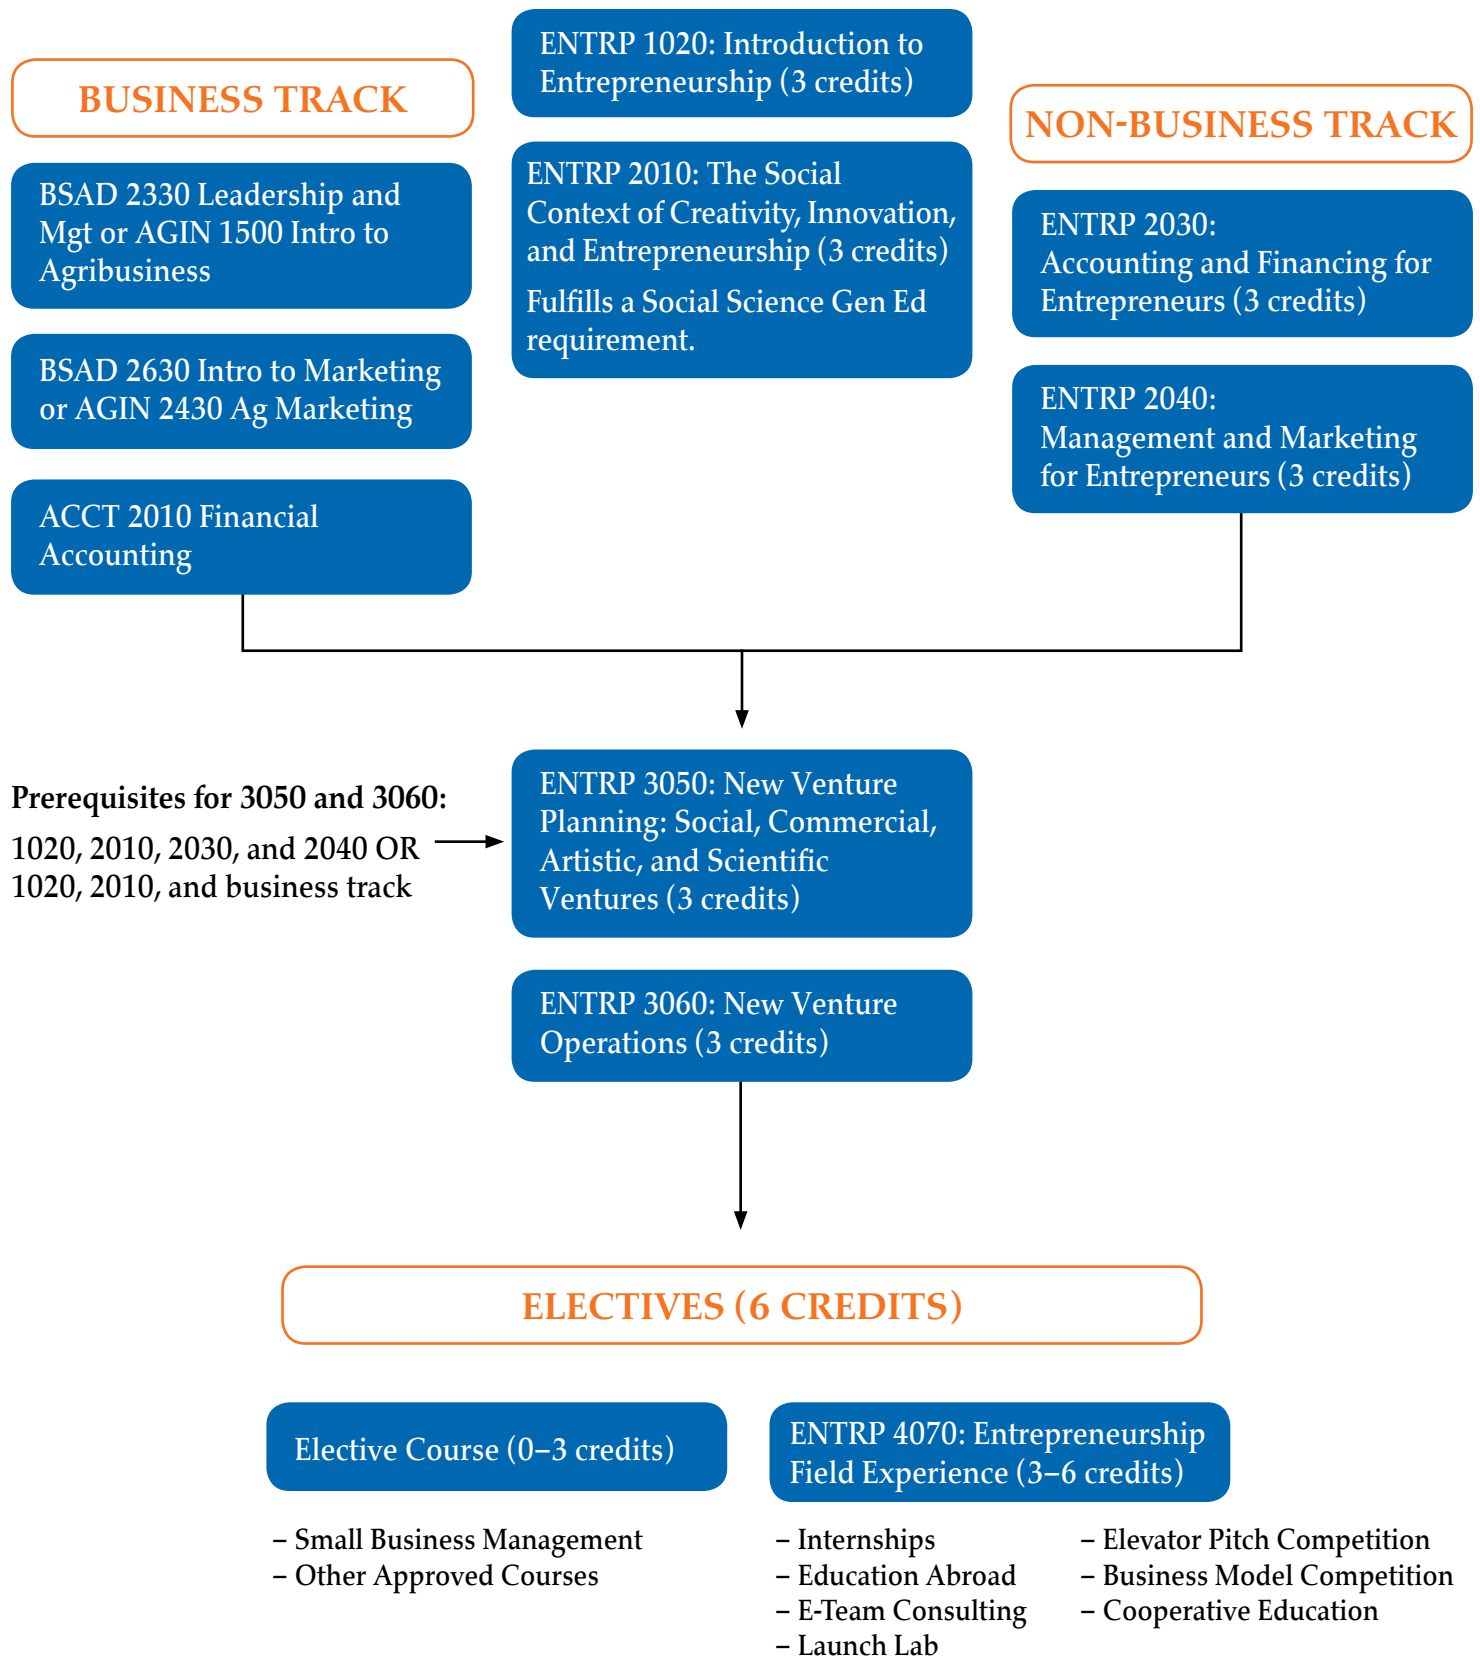 BUSINESS TRACK
BSAD 2330 Leadership and
Mgt or AGIN 1500 Intro to
Agribusiness
BSAD 2630 Intro to Marketing
or AGIN 2430 Ag Marketing
ACCT 2010 Financial
Accounting
ENTRP 1020: Introduction to
Entrepreneurship (3 credits)
ENTRP 2010: The Social
Context of Creativity, Innovation,
and Entrepreneurship (3 credits)
Fulfills a Social Science Gen Ed
requirement.
NON-BUSINESS TRACK
ENTRP 2030:
Accounting and Financing for
Entrepreneurs (3 credits)
ENTRP 2040:
Management and Marketing
for Entrepreneurs (3 credits)
Prerequisites for 3050 and 3060:
1020, 2010, 2030, and 2040 OR
1020, 2010, and business track
ENTRP 3050: New Venture
Planning: Social, Commercial,
Artistic, and Scientific
Ventures (3 credits)
ENTRP 3060: New Venture
Operations (3 credits)
ELECTIVES (6 CREDITS)
Elective Course (0–3 credits)
– Small Business Management
– Other Approved Courses
ENTRP 4070: Entrepreneurship
Field Experience (3–6 credits)
– Internships
– Education Abroad
– E-Team Consulting
– Launch Lab
– Elevator Pitch Competition
– Business Model Competition
– Cooperative Education